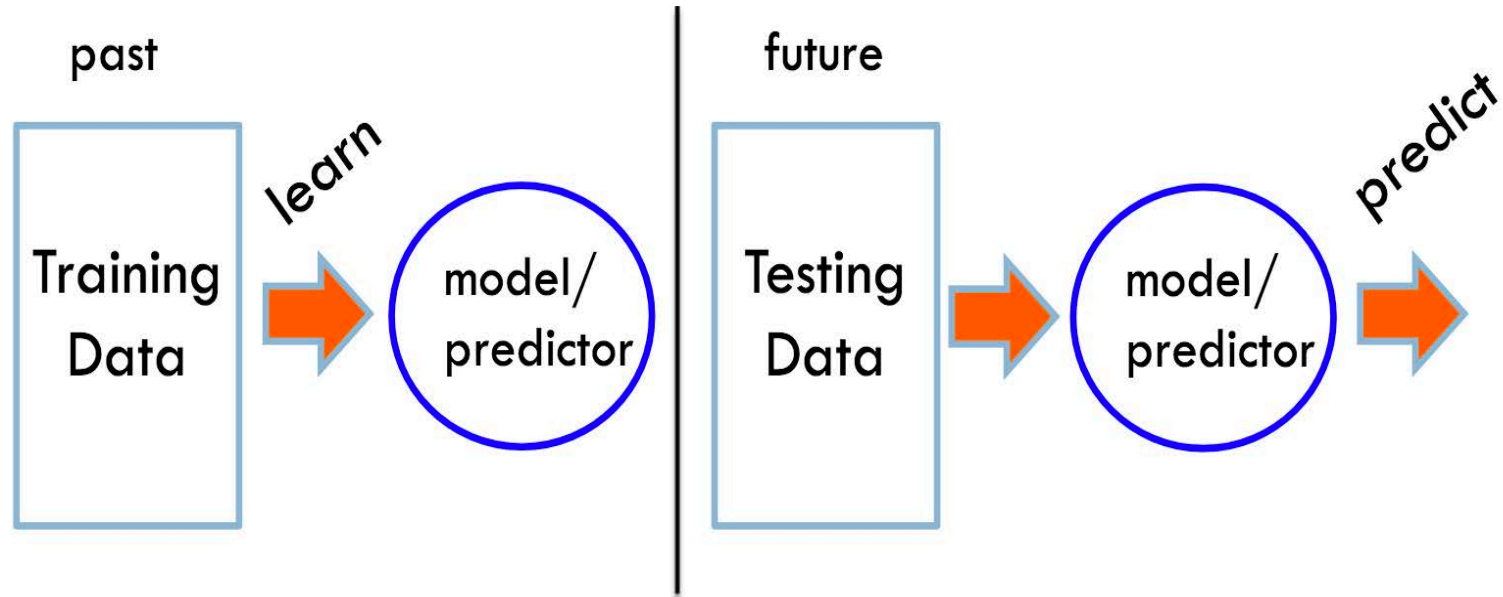 past
learn
Training
Data
model/
predictor
future
predict
Testing
Data
model/
predictor